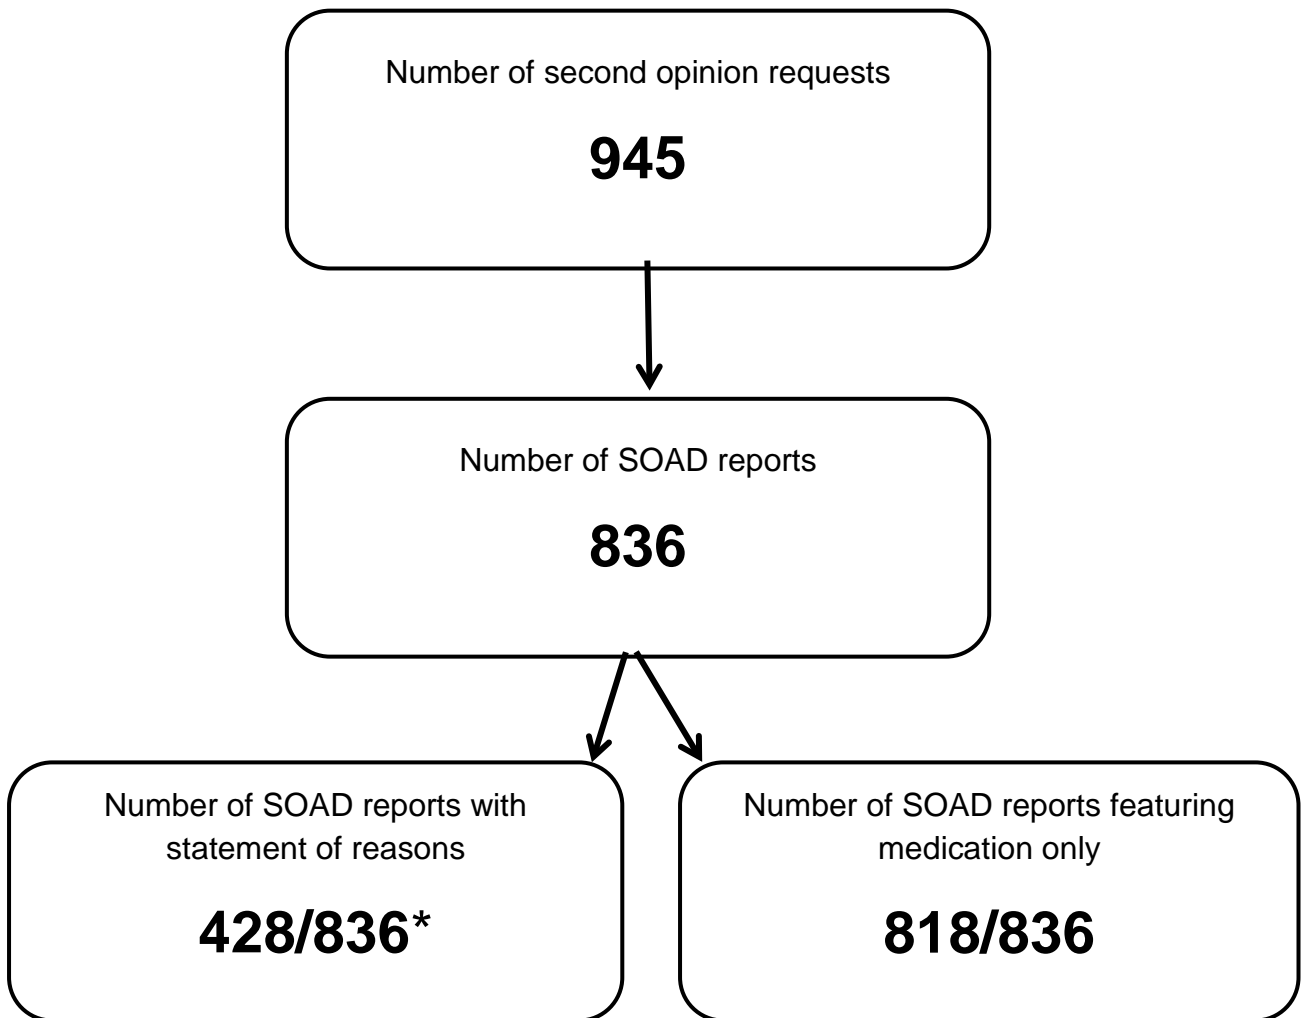 Number of second opinion requests
945
Number of SOAD reports
836
Number of SOAD reports with
statement of reasons
428/836*
Number of SOAD reports featuring
medication only
818/836